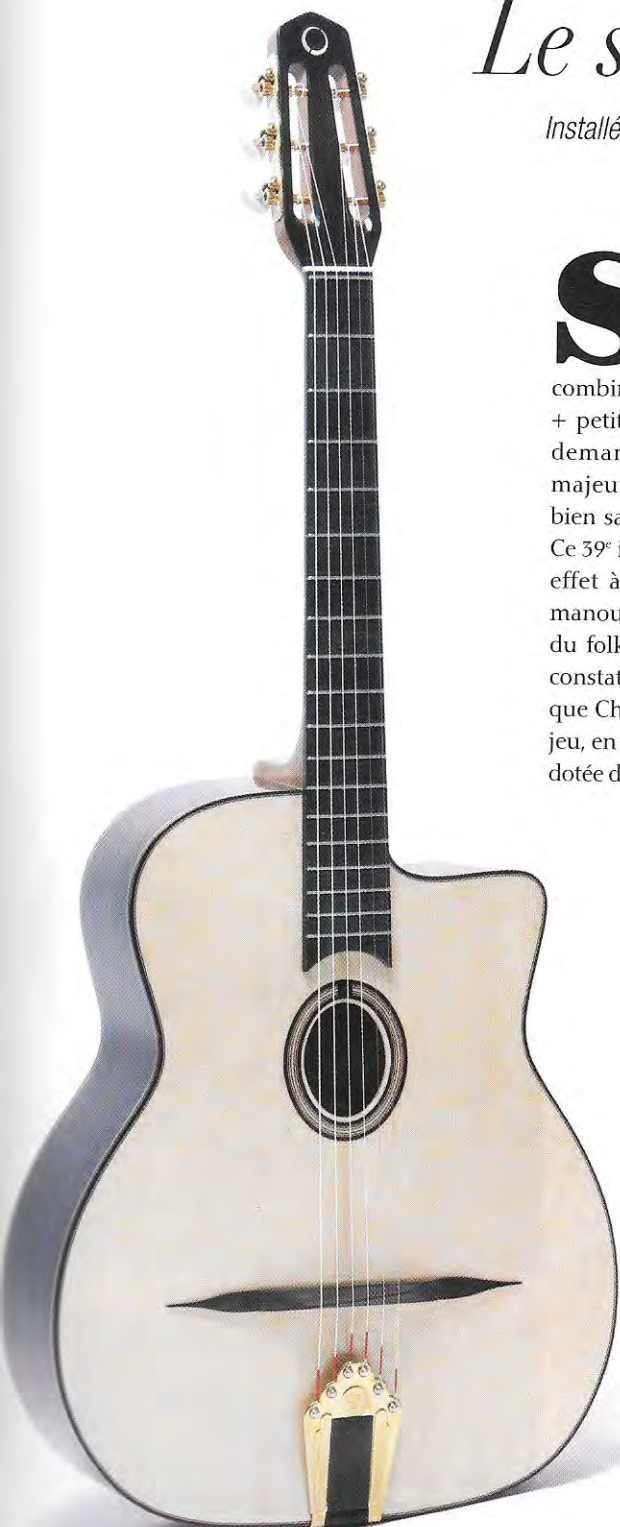 Le s
Installé
S
combin
+ petit
deman
majeu
bien sa
Ce 39e i
effet à
manou
du folk
constat
que Ch
jeu, en
dotée d